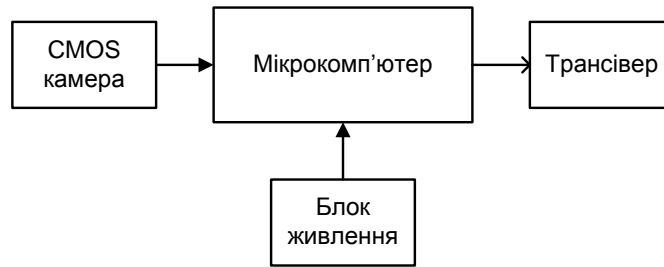 CMOS
камера
Мікрокомп’ютер
Трансівер
Блок
живлення